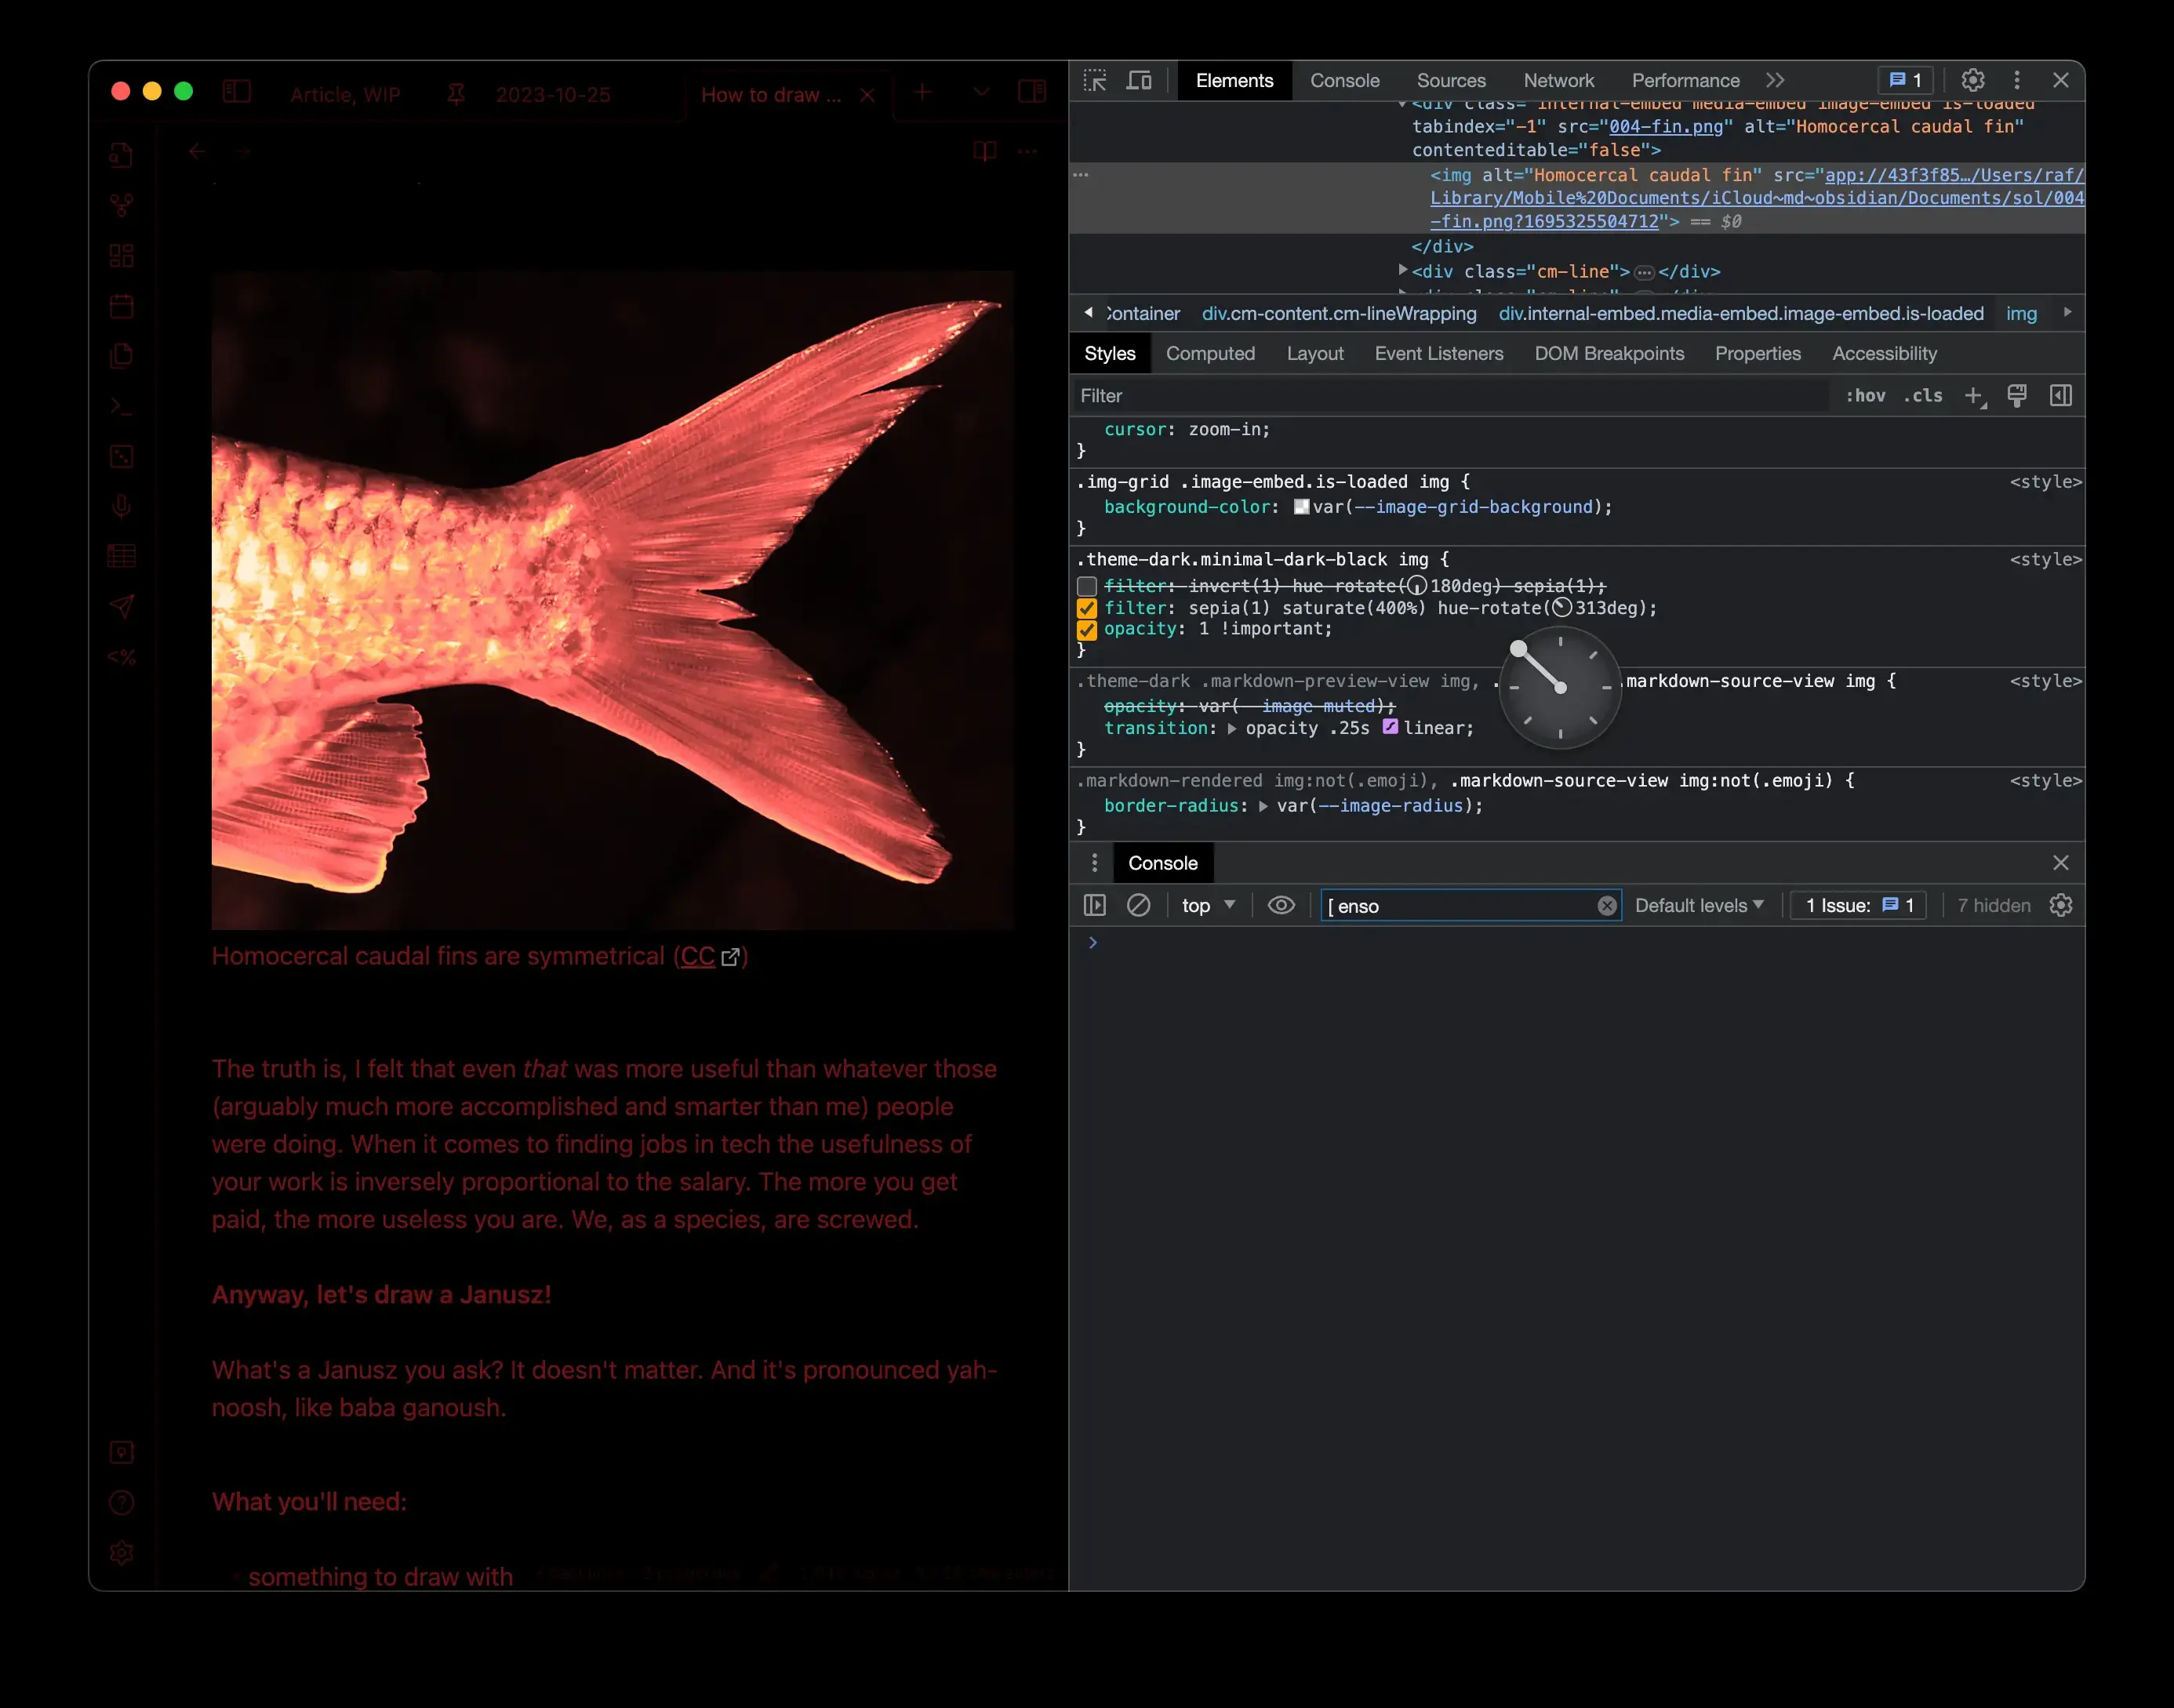 Article, WIP
2023-10-25
How to draw ...
Homocercal caudal fins are symmetrical (CC)
The truth is, I felt that even that was more useful than whatever those
(arguably much more accomplished and smarter than me) people
were doing. When it comes to finding jobs in tech the usefulness of
your work is inversely proportional to the salary. The more you get
paid, the more useless you are. We, as a species, are screwed.
Anyway, let's draw a Janusz!
What's a Janusz you ask? It doesn't matter. And it's pronounced yah-
noosh, like baba ganoush.
What you'll need:
something to draw with
Elements Console Sources Network Performance 1
<div class="internal-embed media-embed image-embed is-loaded"
tabindex="-1" src="004-fin.png" alt="Homocercal caudal fin"
contenteditable="false">
<img alt="Homocercal caudal fin" src="app://43f3f85…/Users/raf/
Library/Mobile%20Documents/iCloud~md~obsidian/Documents/sol/004
-fin.png?1695325504712"> == $0
</div>
<div class="cm-line">…</div>
Container div.cm-content.cm-lineWrapping div.internal-embed.media-embed.image-embed.is-loaded img
Styles Computed Layout Event Listeners DOM Breakpoints Properties Accessibility
Filter :hov .cls
cursor: zoom-in;
}
.img-grid .image-embed.is-loaded img { <style>
background-color: var(--image-grid-background);
}
.theme-dark.minimal-dark-black img { <style>
filter: invert(1) hue-rotate(180deg) sepia(1);
filter: sepia(1) saturate(400%) hue-rotate(313deg);
opacity: 1 !important;
}
.theme-dark .markdown-preview-view img, . .markdown-source-view img { <style>
opacity: var(--image-muted);
transition: opacity .25s linear;
}
.markdown-rendered img:not(.emoji), .markdown-source-view img:not(.emoji) { <style>
border-radius: var(--image-radius);
}
Console
top [ enso Default levels 1 Issue: 1 7 hidden